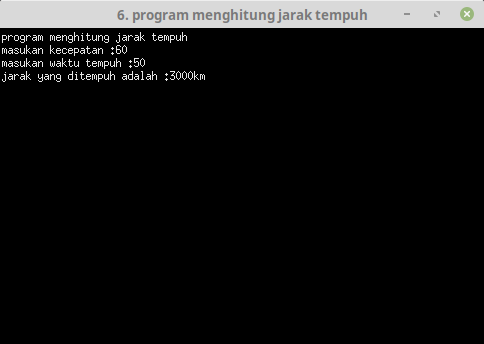 6. program menghitung jarak tempuh
program menghitung jarak tempuh
masukan kecepatan :60
masukan waktu tempuh :50
jarak yang ditempuh adalah :3000km